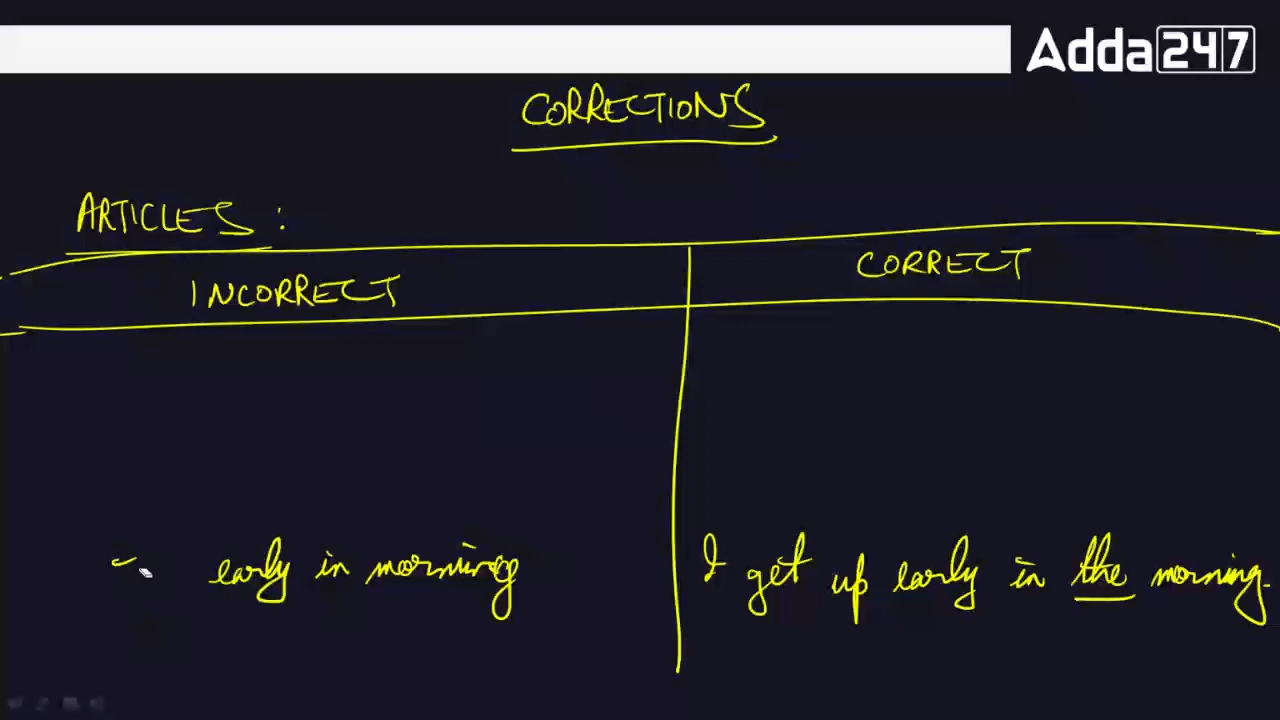 Adda247
CORRECTIONS
ARTICLES:
INCORRECT
CORRECT
early in morning
I get up early in the morning.